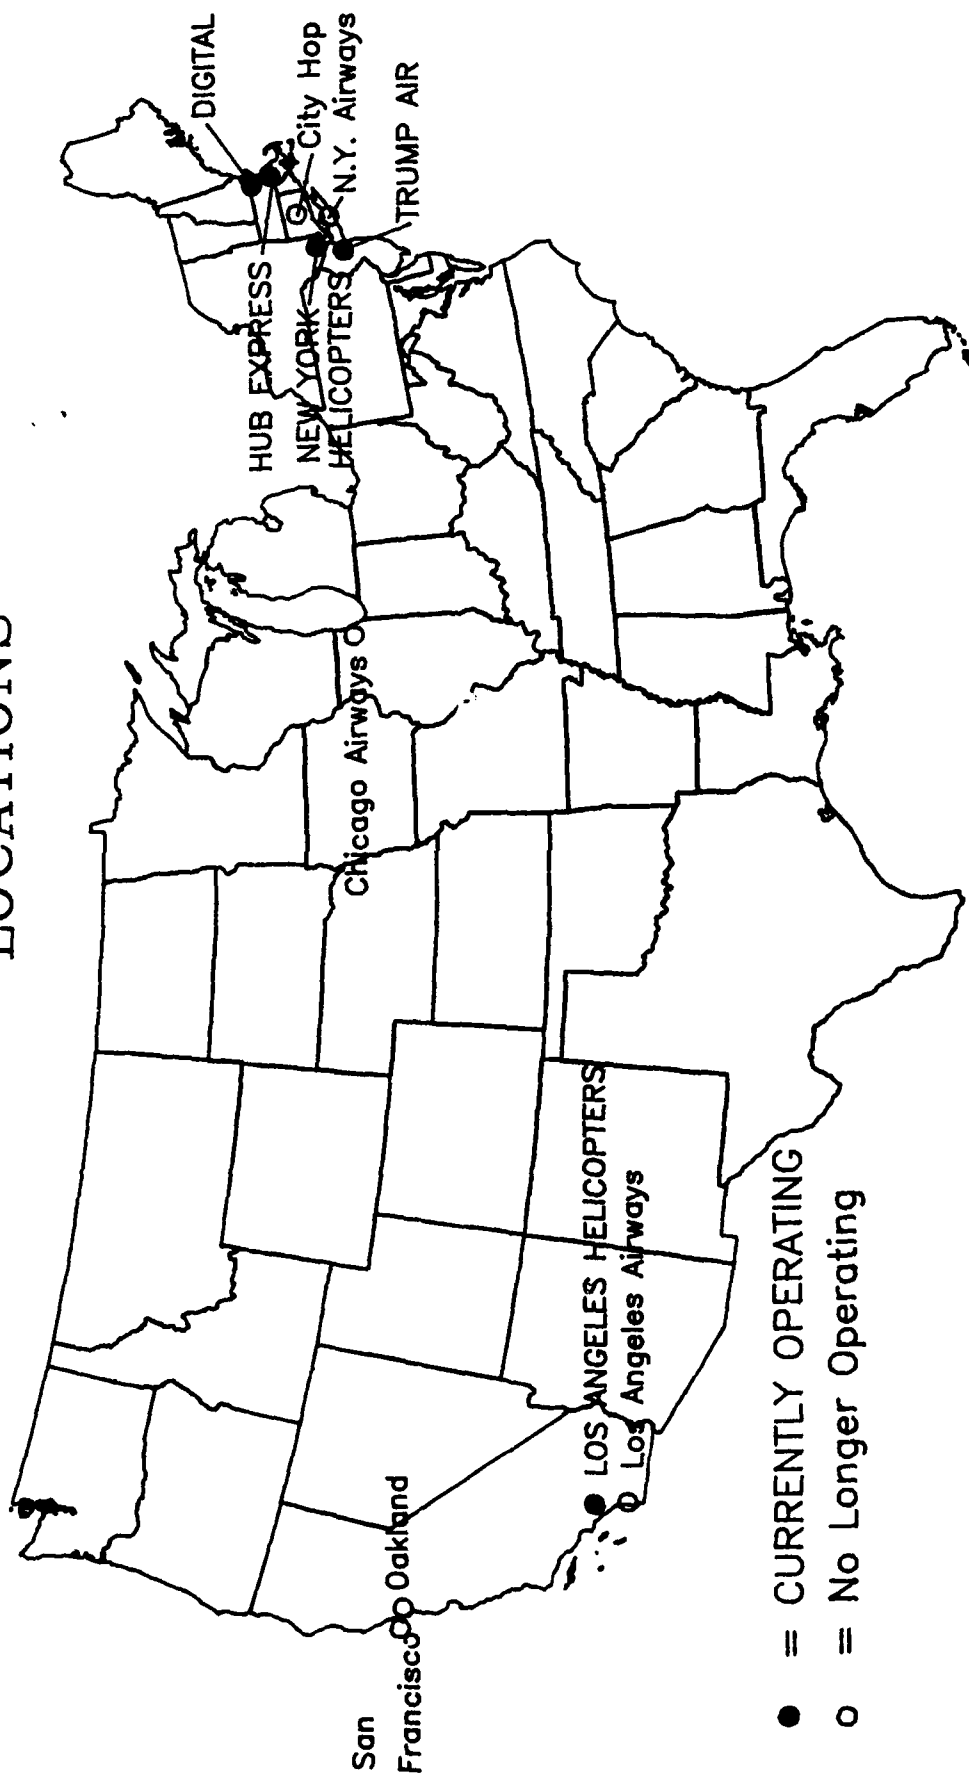 LOCATIONS
DIGITAL
HUB EXPRESS
City Hop
NEW YORK
HELICOPTERS
N.Y. Airways
TRUMP AIR
Chicago Airways
San
Francisco
Oakland
LOS ANGELES HELICOPTERS
Los Angeles Airways
● = CURRENTLY OPERATING
○ = No Longer Operating